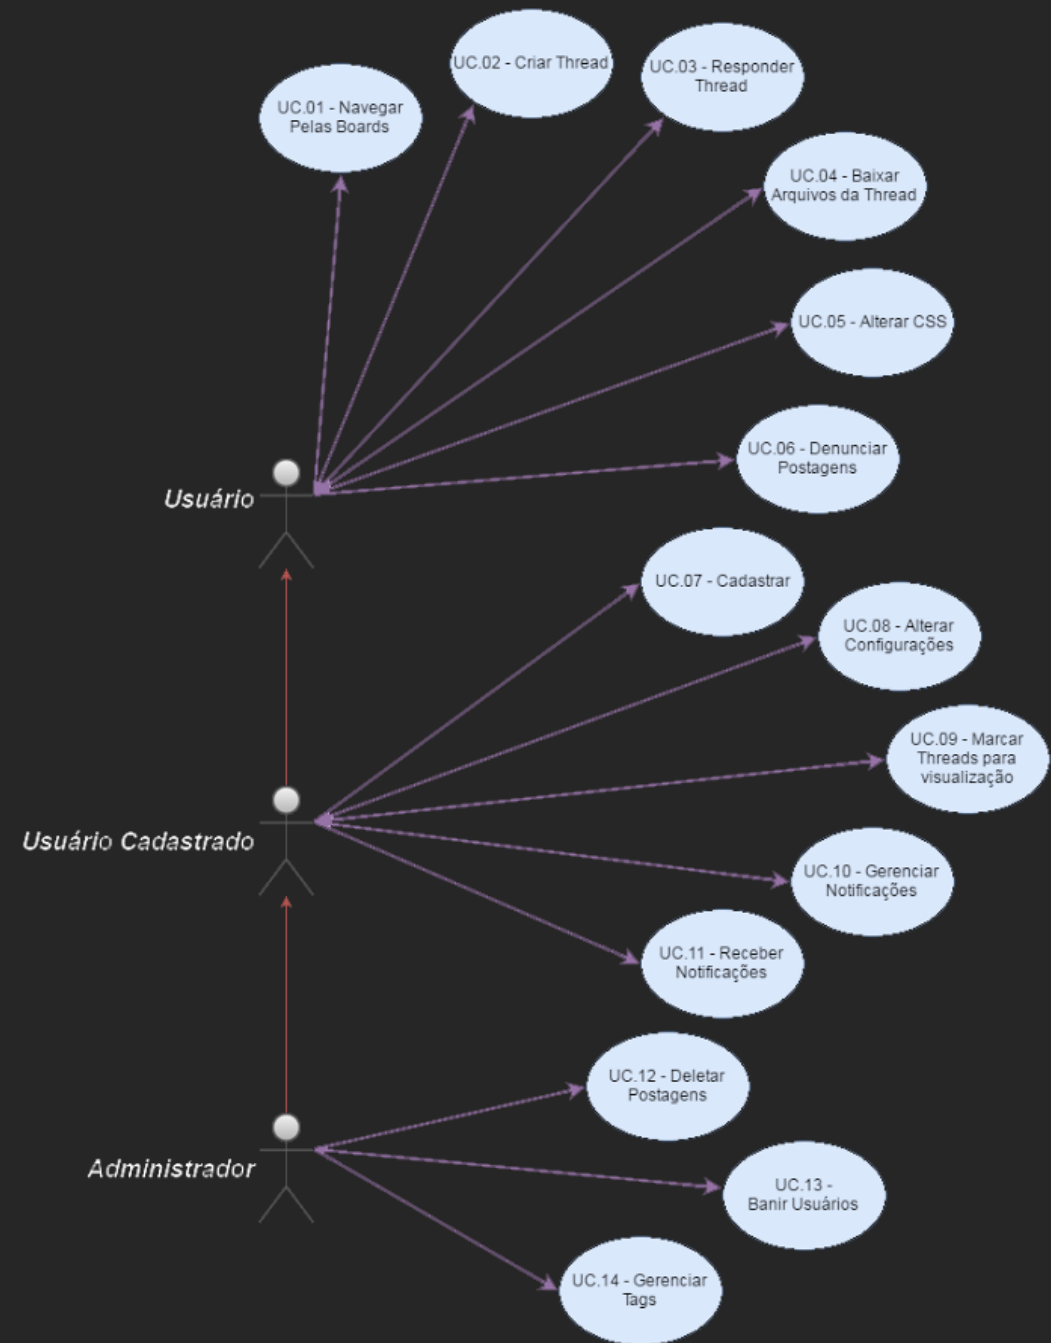 UC.02 - Criar Thread
UC.03 - Responder
Thread
UC.01 - Navegar
Pelas Boards
UC.04 - Baixar
Arquivos da Thread
UC.05 - Alterar CSS
UC.06 - Denunciar
Postagens
Usuário
UC.07 - Cadastrar
UC.08 - Alterar
Configurações
UC.09 - Marcar
Threads para
visualização
Usuário Cadastrado
UC.10 - Gerenciar
Notificações
UC.11 - Receber
Notificações
UC.12 - Deletar
Postagens
Administrador
UC.13 -
Banir Usuários
UC.14 - Gerenciar
Tags